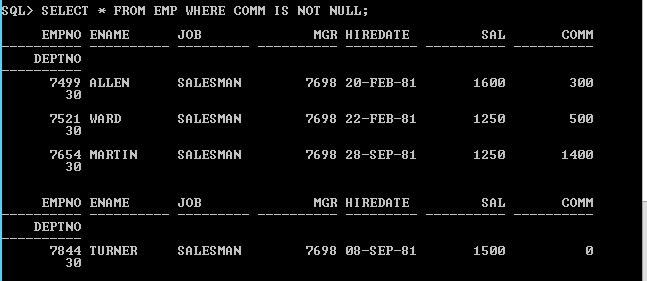 SQL> SELECT * FROM EMP WHERE COMM IS NOT NULL;
EMPNO ENAME JOB MGR HIREDATE SAL COMM
DEPTNO
7499 ALLEN SALESMAN 7698 20-FEB-81 1600 300
30
7521 WARD SALESMAN 7698 22-FEB-81 1250 500
30
7654 MARTIN SALESMAN 7698 28-SEP-81 1250 1400
30
EMPNO ENAME JOB MGR HIREDATE SAL COMM
DEPTNO
7844 TURNER SALESMAN 7698 08-SEP-81 1500 0
30